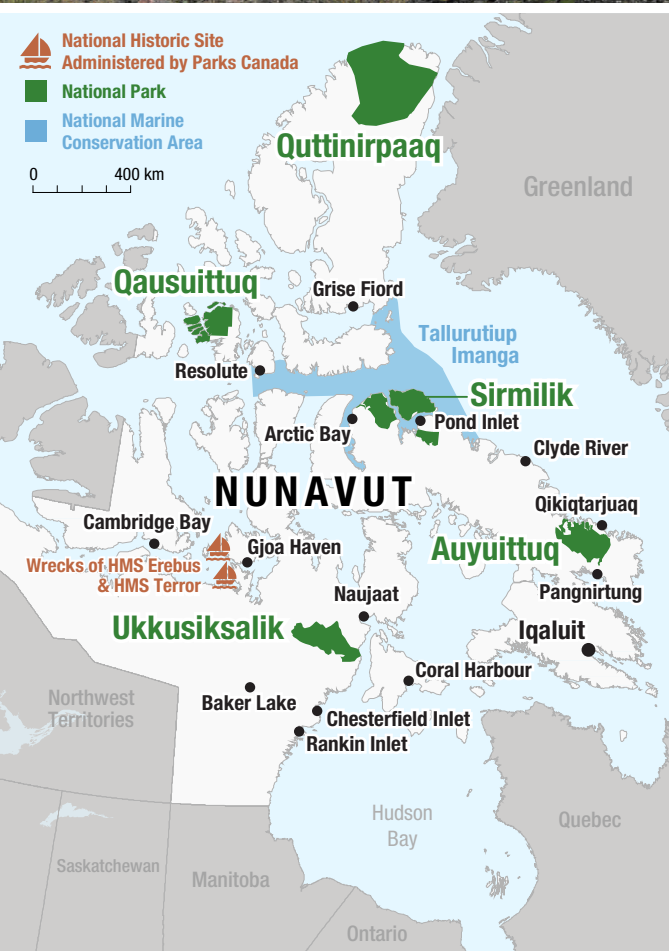 National Historic Site
Administered by Parks Canada
National Park
National Marine
Conservation Area
0 400 km
Quttinirpaaq
Greenland
Qausuittuq
Grise Fiord
Tallurutiup
Imanga
Resolute
Sirmilik
Arctic Bay
Pond Inlet
Clyde River
NUNAVUT
Qikiqtarjuaq
Cambridge Bay
Gjoa Haven
Auyuittuq
Wrecks of HMS Erebus
& HMS Terror
Pangnirtung
Naujaat
Ukkusiksalik
Iqaluit
Coral Harbour
Northwest
Territories
Baker Lake
Chesterfield Inlet
Rankin Inlet
Hudson
Bay
Quebec
Saskatchewan
Manitoba
Ontario